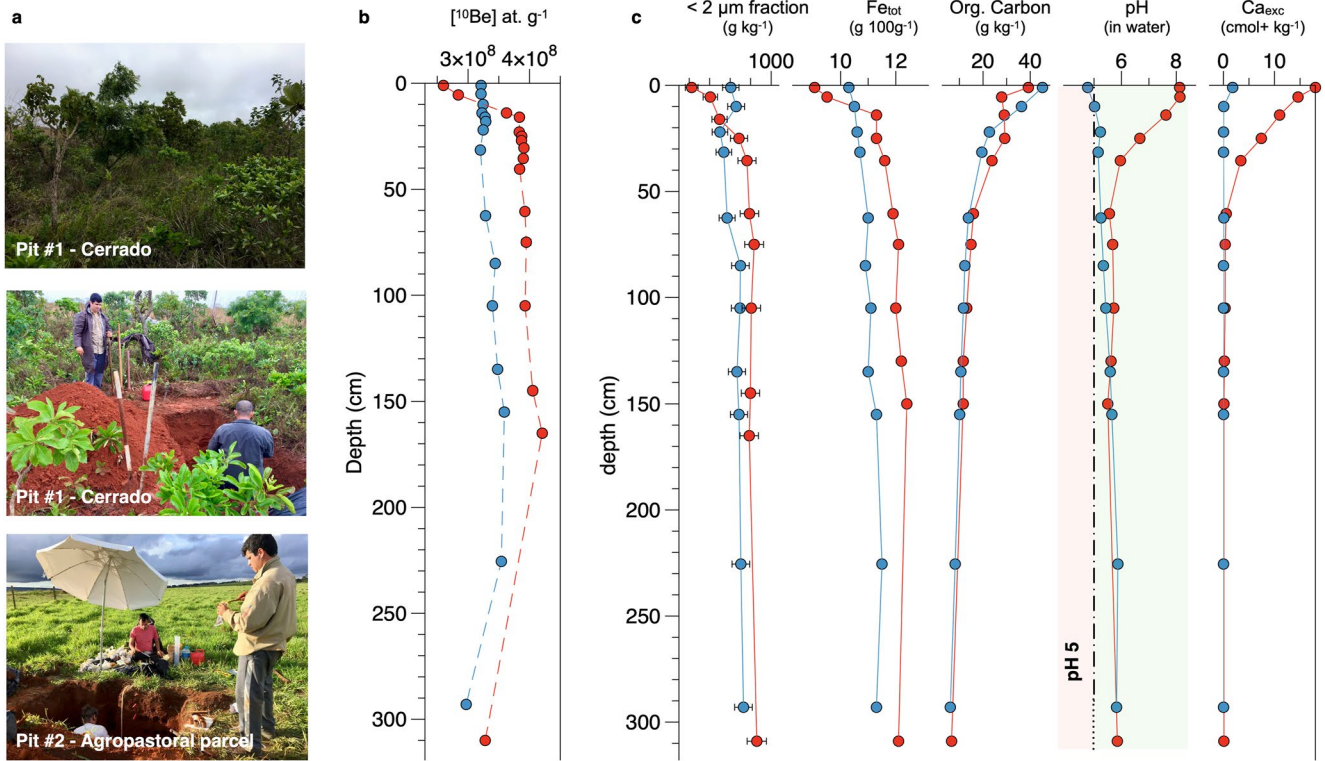 a
Pit #1 - Cerrado
Pit #1 - Cerrado
Pit #2 - Agropastoral parcel
b
[¹⁰Be] at. g⁻¹
3×10⁸ 4×10⁸
0
50
100
150
200
250
300
Depth (cm)
c
< 2 µm fraction
(g kg⁻¹)
1000
Feₜₒₜ
(g 100g⁻¹)
10 12
Org. Carbon
(g kg⁻¹)
20 40
pH
(in water)
6 8
Caₑₓc
(cmol+ kg⁻¹)
0 10
0
50
100
150
200
250
300
depth (cm)
pH 5